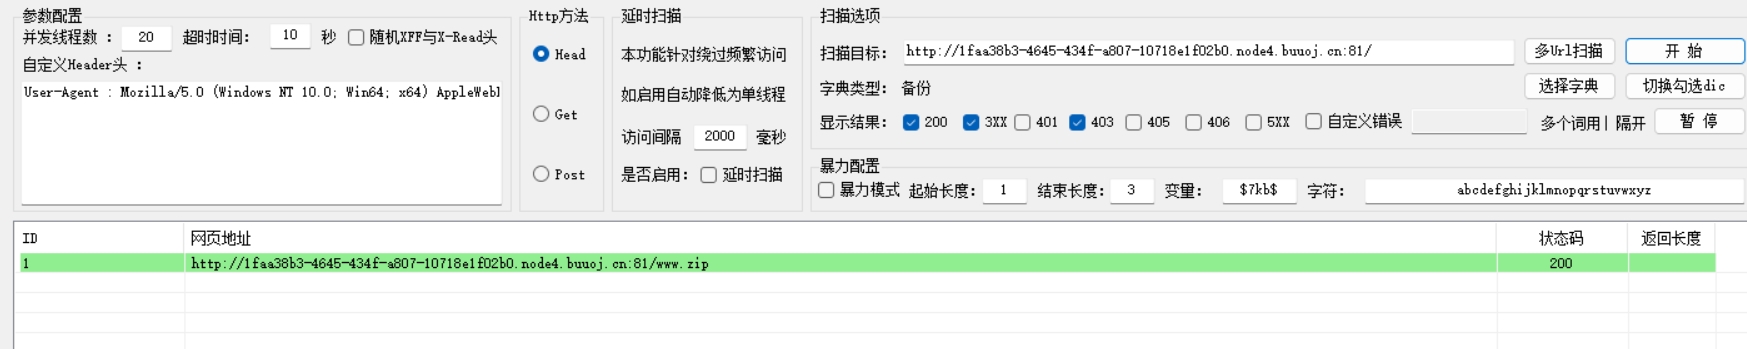 参数配置
并发线程数 : 20 超时时间: 10 秒 随机XFF与X-Read头
自定义Header头 :
User-Agent : Mozilla/5.0 (Windows NT 10.0; Win64; x64) AppleWebK
Http方法
Head
Get
Post
延时扫描
本功能针对绕过频繁访问
如启用自动降低为单线程
访问间隔 2000 毫秒
是否启用: 延时扫描
扫描选项
扫描目标: http://1faa38b3-4645-434f-a807-10718e1f02b0.node4.buuoj.cn:81/ 多Url扫描 开 始
字典类型: 备份 选择字典 切换勾选dic
显示结果: 200 3XX 401 403 405 406 5XX 自定义错误 多个词用| 隔开 暂 停
暴力配置
暴力模式 起始长度: 1 结束长度: 3 变量: $7kb$ 字符: abcdefghijklmnopqrstuvwxyz
ID 网页地址 状态码 返回长度
1 http://1faa38b3-4645-434f-a807-10718e1f02b0.node4.buuoj.cn:81/www.zip 200